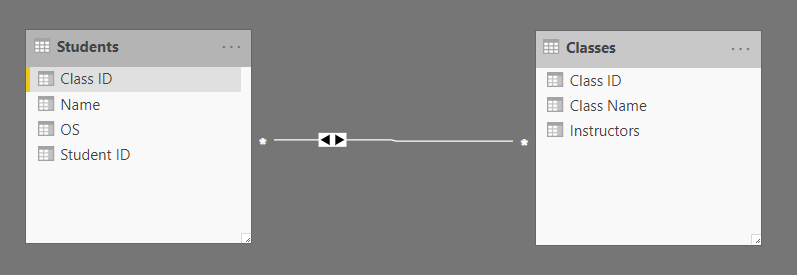 Students
...
Class ID
Name
OS
Student ID
*
*
Classes
...
Class ID
Class Name
Instructors